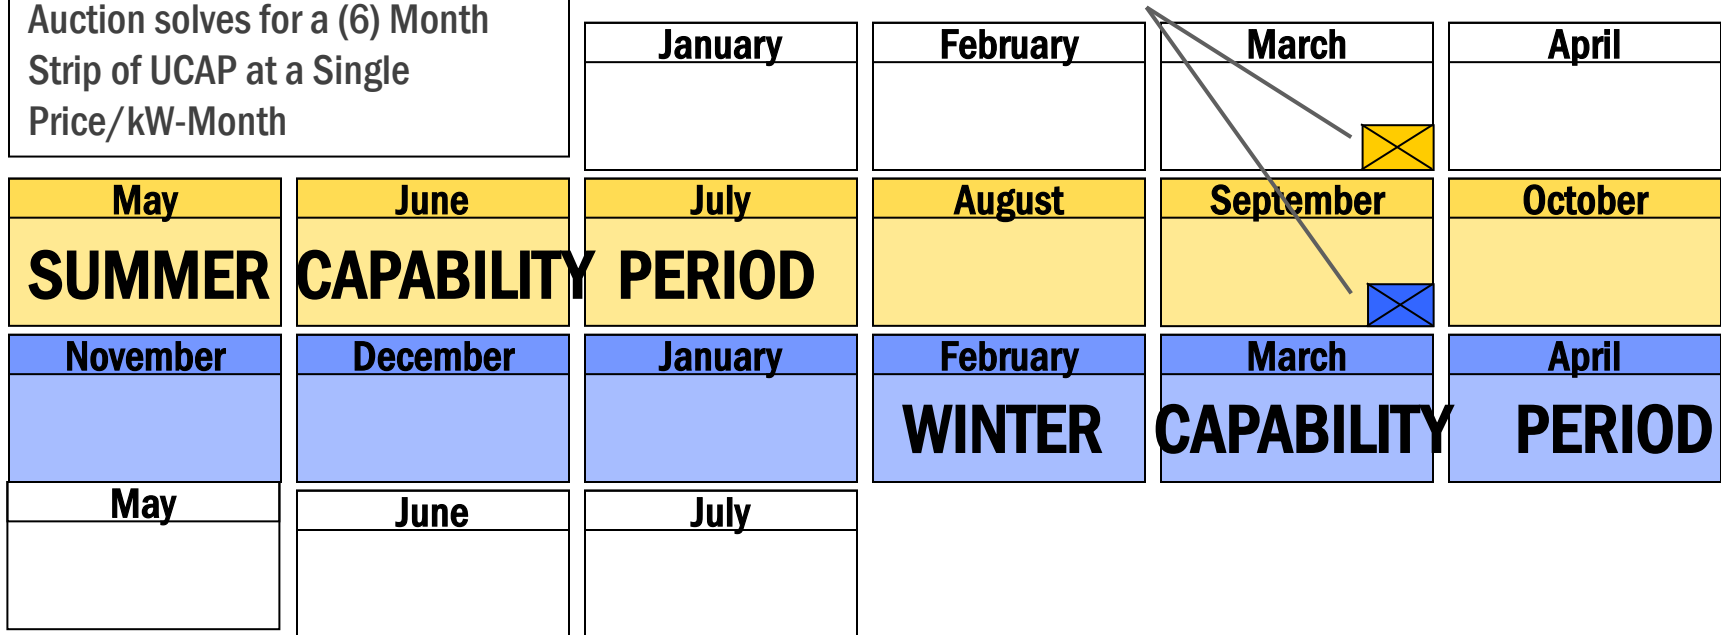 Auction solves for a (6) Month
Strip of UCAP at a Single
Price/kW-Month
January
February
March
April
May
June
July
August
September
October
SUMMER CAPABILITY PERIOD
November
December
January
February
March
April
WINTER CAPABILITY PERIOD
May
June
July